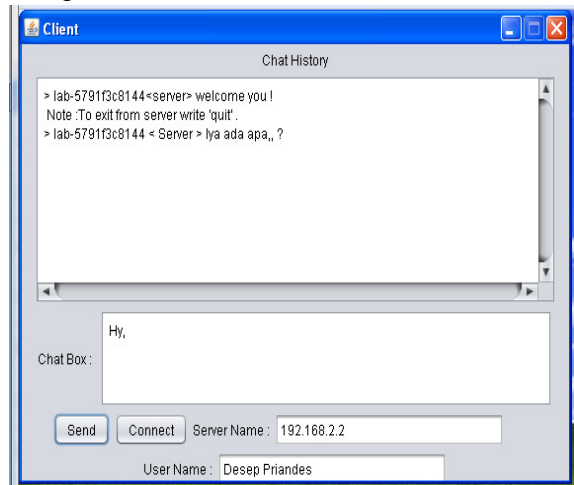 Client
Chat History
> lab-5791f3c8144<server> welcome you !
Note :To exit from server write 'quit' .
> lab-5791f3c8144 < Server > Iya ada apa,, ?
Hy,
Chat Box :
Send Connect Server Name : 192.168.2.2
User Name : Desep Priandes